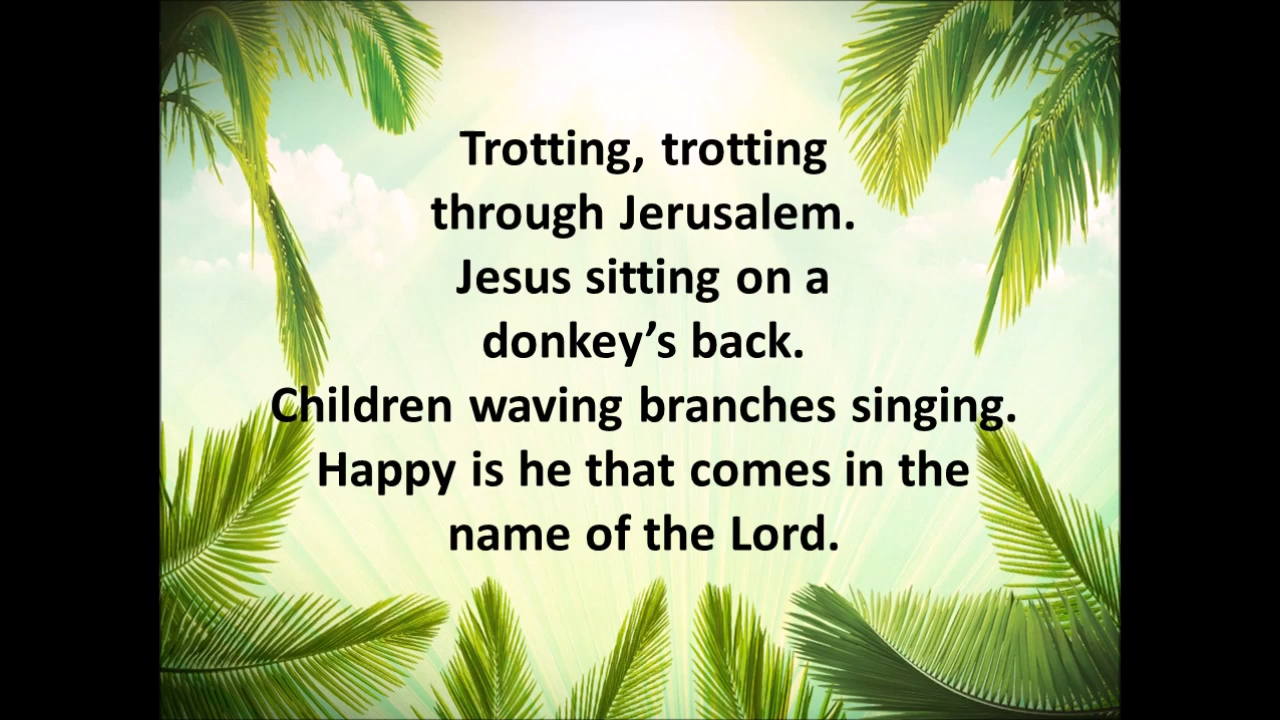 Trotting, trotting
through Jerusalem.
Jesus sitting on a
donkey’s back.
Children waving branches singing.
Happy is he that comes in the
name of the Lord.